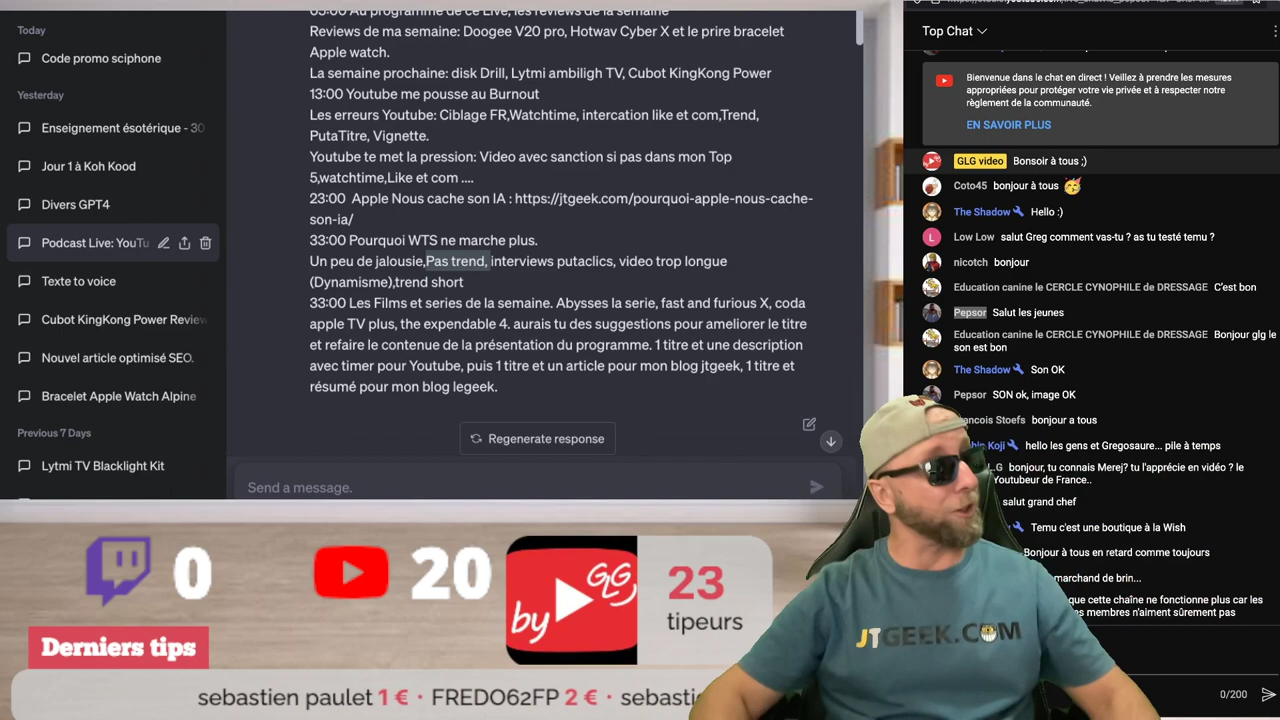 Today
Code promo sciphone
Yesterday
Enseignement ésotérique - 30
Jour 1 à Koh Kood
Divers GPT4
Podcast Live: YouTu
Texte to voice
Cubot KingKong Power Review
Nouvel article optimisé SEO.
Bracelet Apple Watch Alpine
Previous 7 Days
Lytmi TV Blacklight Kit
Au programme de ce Live, les reviews de la semaine
Reviews de ma semaine: Doogee V20 pro, Hotwav Cyber X et le prire bracelet
Apple watch.
La semaine prochaine: disk Drill, Lytmi ambiligh TV, Cubot KingKong Power
13:00 Youtube me pousse au Burnout
Les erreurs Youtube: Ciblage FR,Watchtime, intercation like et com,Trend,
PutaTitre, Vignette.
Youtube te met la pression: Video avec sanction si pas dans mon Top
5,watchtime,Like et com ....
23:00 Apple Nous cache son IA : https://jtgeek.com/pourquoi-apple-nous-cache-
son-ia/
33:00 Pourquoi WTS ne marche plus.
Un peu de jalousie,Pas trend, interviews putaclics, video trop longue
(Dynamisme),trend short
33:00 Les Films et series de la semaine. Abysses la serie, fast and furious X, coda
apple TV plus, the expendable 4. aurais tu des suggestions pour ameliorer le titre
et refaire le contenue de la présentation du programme. 1 titre et une description
avec timer pour Youtube, puis 1 titre et un article pour mon blog jtgeek, 1 titre et
résumé pour mon blog legeek.
Regenerate response
Send a message.
Top Chat
Bienvenue dans le chat en direct ! Veillez à prendre les mesures
appropriées pour protéger votre vie privée et à respecter notre
règlement de la communauté.
EN SAVOIR PLUS
GLG video Bonsoir à tous ;)
Coto45 bonjour à tous
The Shadow Hello :)
L Low Low salut Greg comment vas-tu ? as tu testé temu ?
nicotch bonjour
Education canine le CERCLE CYNOPHILE de DRESSAGE C'est bon
Pepsor Salut les jeunes
Education canine le CERCLE CYNOPHILE de DRESSAGE Bonjour glg le
son est bon
The Shadow Son OK
Pepsor SON ok, image OK
ancois Stoefs bonjour a tous
Koji hello les gens et Gregosaure... pile à temps
.G bonjour, tu connais Merej? tu l'apprécie en vidéo ? le
Youtubeur de France..
salut grand chef
Temu c'est une boutique à la Wish
Bonjour à tous en retard comme toujours
marchand de brin...
que cette chaîne ne fonctionne plus car les
es membres n'aiment sûrement pas
0/200
0
20
by GLG
23
tipeurs
JTGEEK.COM
Derniers tips
sebastien paulet 1 € · FREDO62FP 2 € · sebasti